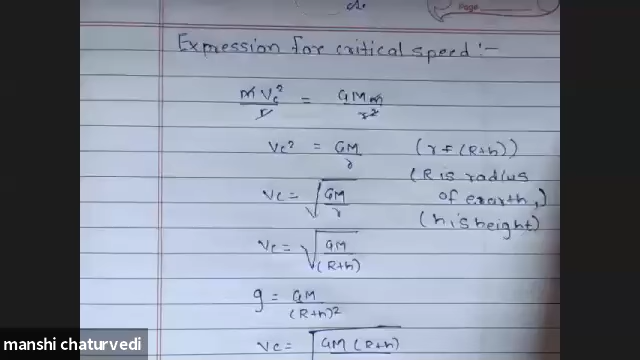 Page
Expression for critical speed :-
mVc²/r = GMm/r²
Vc² = GM/r (r = (R+h))
(R is radius of exarth,)
Vc = √GM/r
(h is height)
Vc = √GM/(R+h)
g = GM/(R+h)²
Vc = √GM (R+h)
manshi chaturvedi